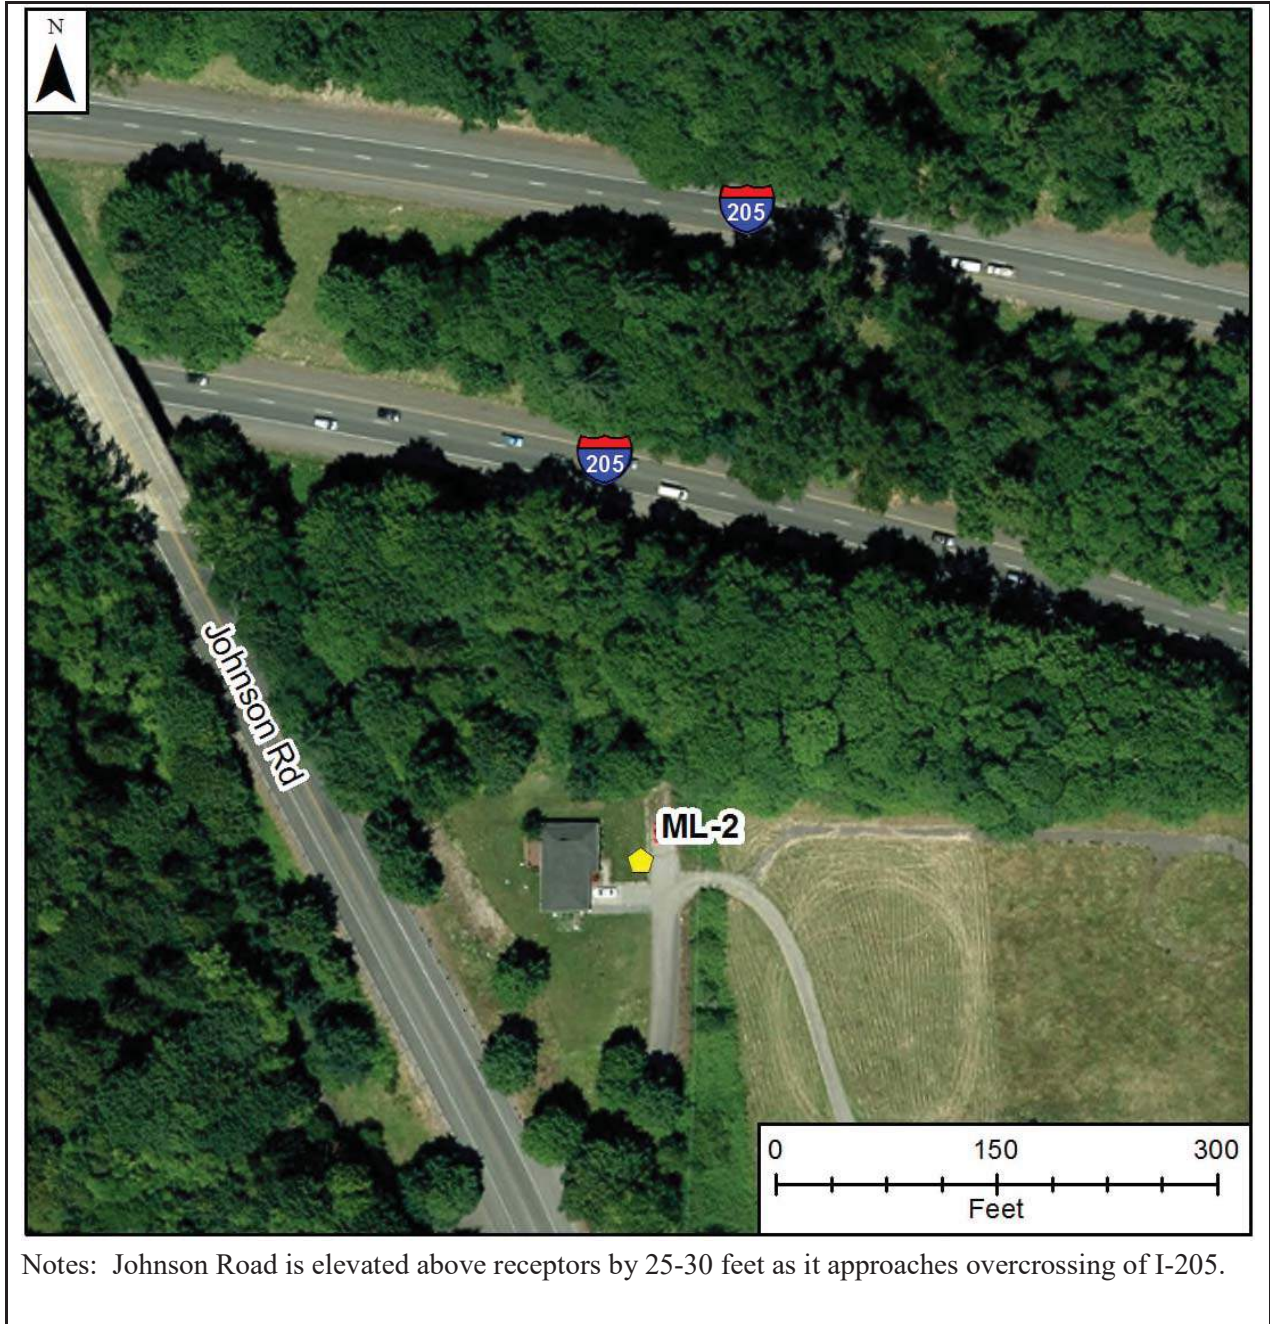 N
205
205
Johnson Rd
ML-2
0 150 300
Feet
Notes: Johnson Road is elevated above receptors by 25-30 feet as it approaches overcrossing of I-205.